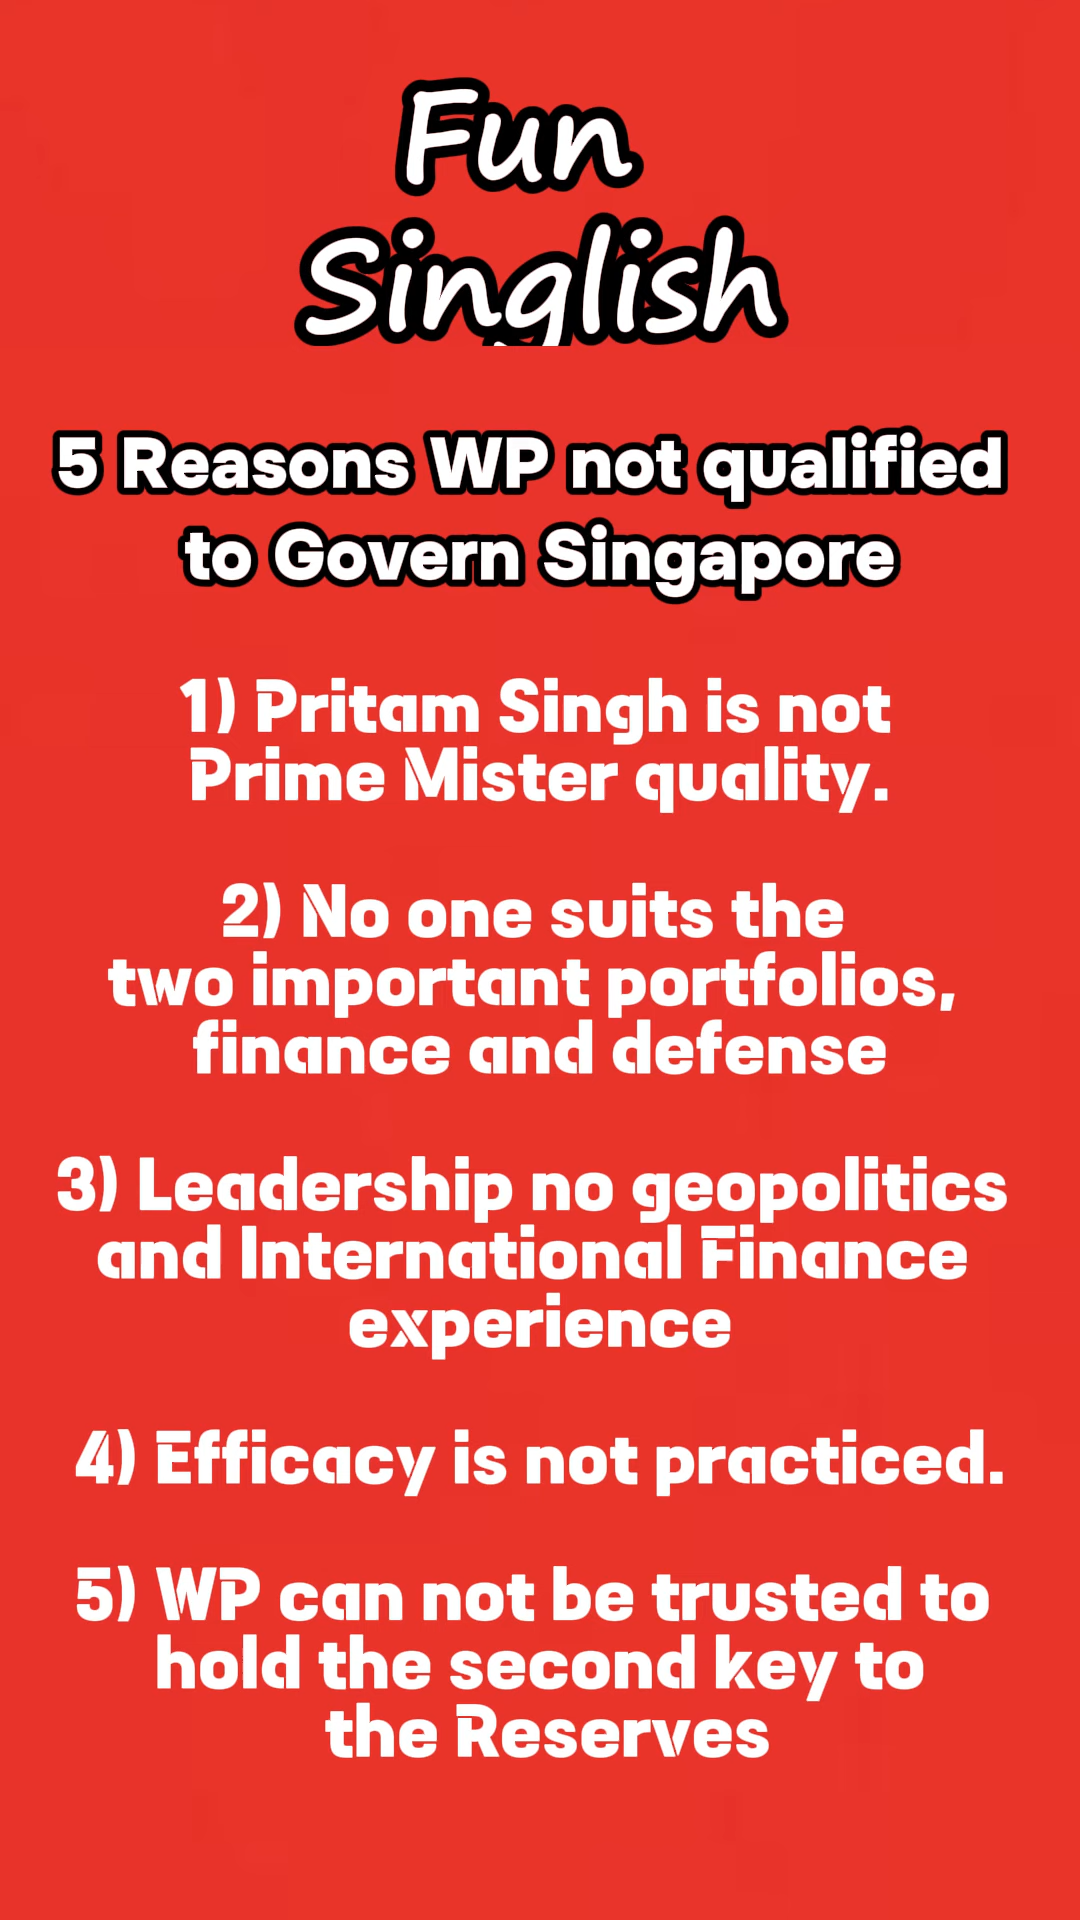 Fun
Singlish
5 Reasons WP not qualified
to Govern Singapore
1) Pritam Singh is not
Prime Mister quality.
2) No one suits the
two important portfolios,
finance and defense
3) Leadership no geopolitics
and International Finance
experience
4) Efficacy is not practiced.
5) WP can not be trusted to
hold the second key to
the Reserves